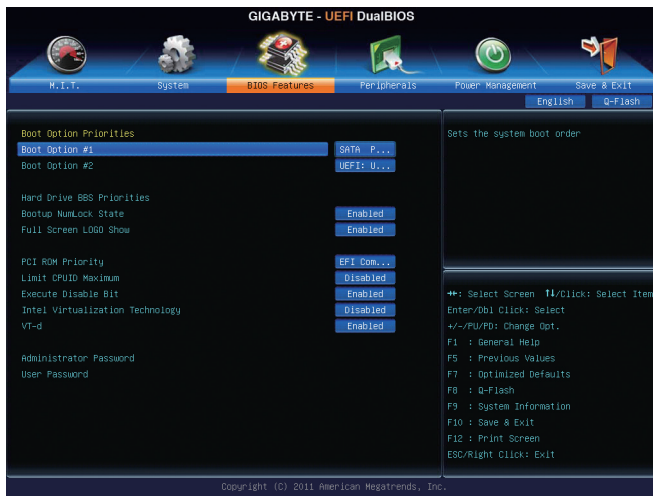 GIGABYTE - UEFI DualBIOS
M.I.T. System BIOS Features Peripherals Power Management Save & Exit
English Q-Flash
Boot Option Priorities
Boot Option #1 SATA P...
Boot Option #2 UEFI: U...
Hard Drive BBS Priorities
Bootup NumLock State Enabled
Full Screen LOGO Show Enabled
PCI ROM Priority EFI Com...
Limit CPUID Maximum Disabled
Execute Disable Bit Enabled
Intel Virtualization Technology Disabled
VT-d Enabled
Administrator Password
User Password
Sets the system boot order
↔: Select Screen ↑↓/Click: Select Item
Enter/Dbl Click: Select
+/-/PU/PD: Change Opt.
F1 : General Help
F5 : Previous Values
F7 : Optimized Defaults
F8 : Q-Flash
F9 : System Information
F10 : Save & Exit
F12 : Print Screen
ESC/Right Click: Exit
Copyright (C) 2011 American Megatrends, Inc.